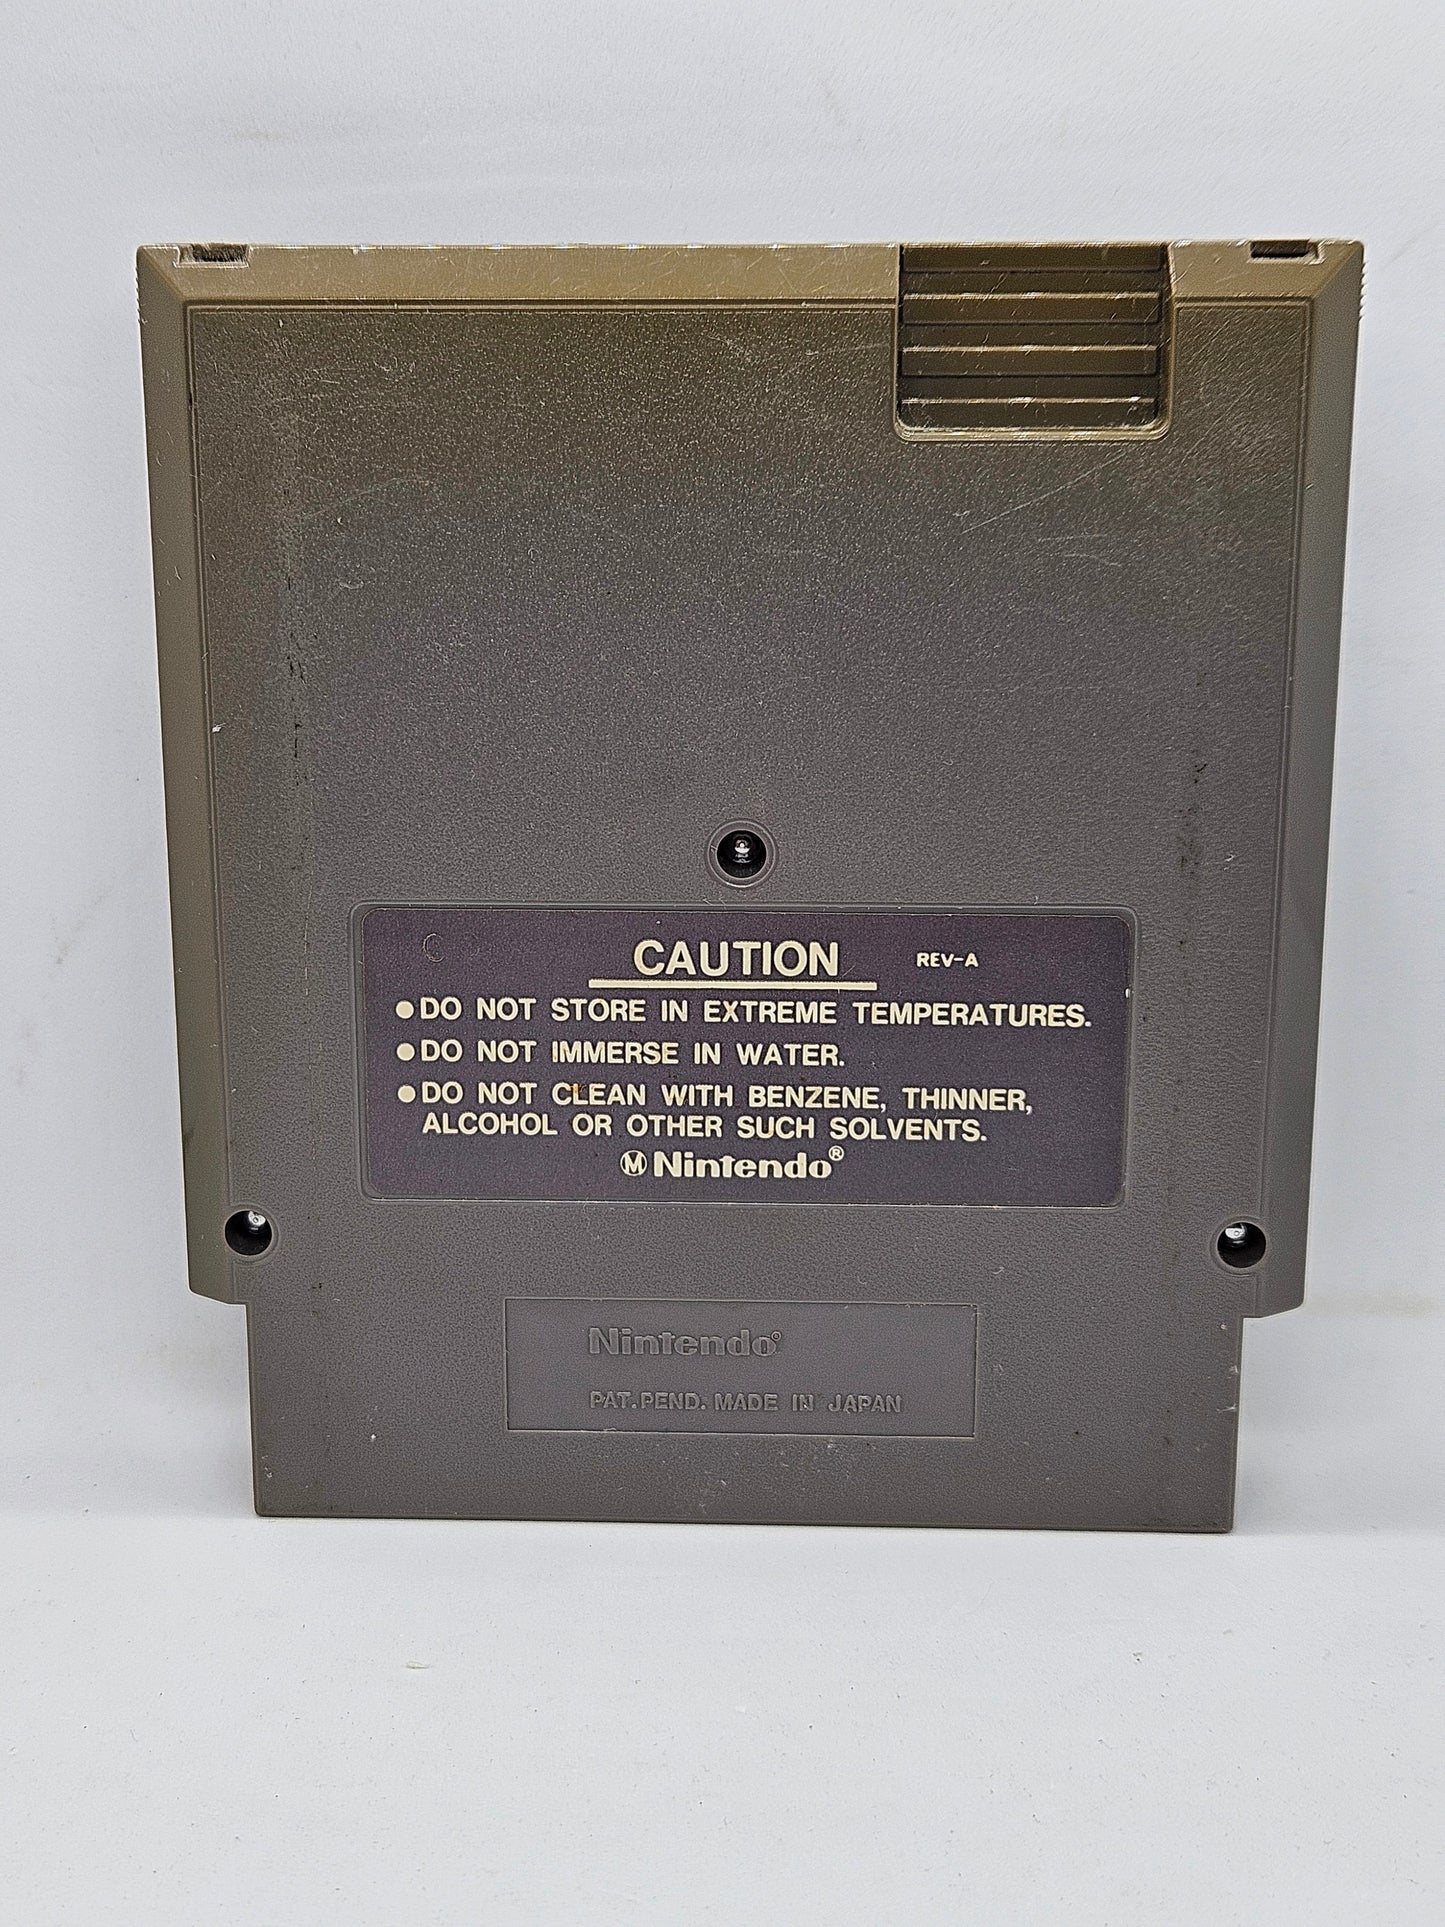 CAUTION REV-A
●DO NOT STORE IN EXTREME TEMPERATURES.
●DO NOT IMMERSE IN WATER.
●DO NOT CLEAN WITH BENZENE, THINNER,
ALCOHOL OR OTHER SUCH SOLVENTS.
Ⓜ Nintendo®
Nintendo®
PAT.PEND. MADE IN JAPAN